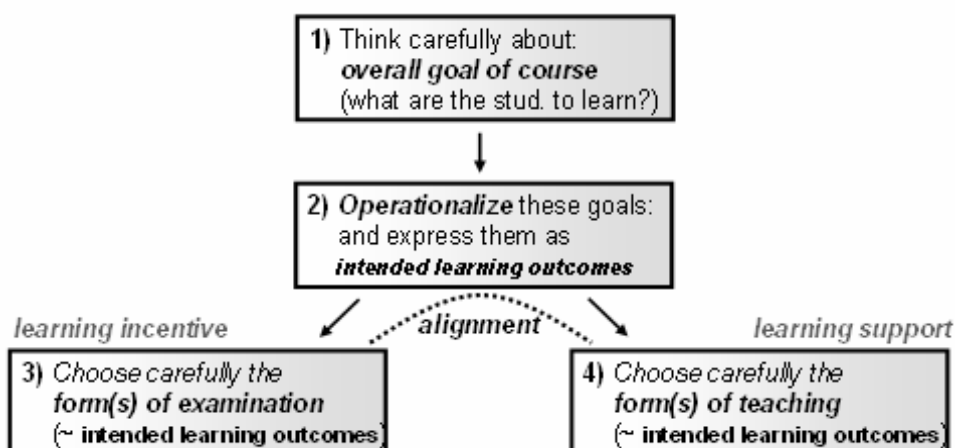 1) Think carefully about:
overall goal of course
(what are the stud. to learn?)
2) Operationalize these goals:
and express them as
intended learning outcomes
learning incentive
alignment
learning support
3) Choose carefully the
form(s) of examination
(~ intended learning outcomes)
4) Choose carefully the
form(s) of teaching
(~ intended learning outcomes)